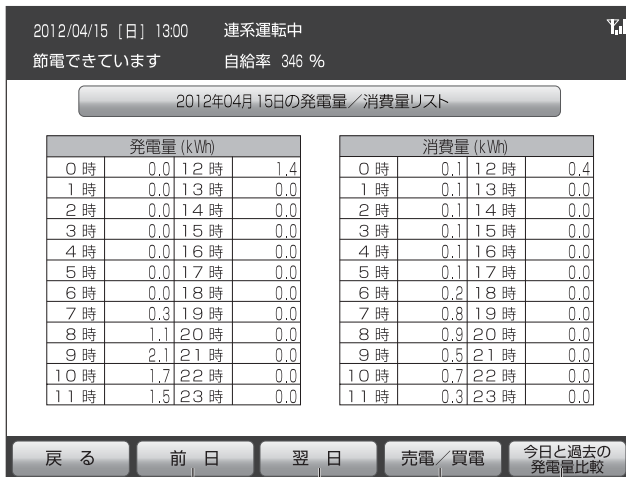 2012/04/15 [日] 13:00 連系運転中
節電できています 自給率 346 %
2012年04月15日の発電量／消費量リスト
発電量 (kWh) 消費量 (kWh)
0 時 0.0 12 時 1.4 0 時 0.1 12 時 0.4
1 時 0.0 13 時 0.0 1 時 0.1 13 時 0.0
2 時 0.0 14 時 0.0 2 時 0.1 14 時 0.0
3 時 0.0 15 時 0.0 3 時 0.1 15 時 0.0
4 時 0.0 16 時 0.0 4 時 0.1 16 時 0.0
5 時 0.0 17 時 0.0 5 時 0.1 17 時 0.0
6 時 0.0 18 時 0.0 6 時 0.2 18 時 0.0
7 時 0.3 19 時 0.0 7 時 0.8 19 時 0.0
8 時 1.1 20 時 0.0 8 時 0.9 20 時 0.0
9 時 2.1 21 時 0.0 9 時 0.5 21 時 0.0
10 時 1.7 22 時 0.0 10 時 0.7 22 時 0.0
11 時 1.5 23 時 0.0 11 時 0.3 23 時 0.0
戻 る 前 日 翌 日 売電／買電 今日と過去の
発電量比較